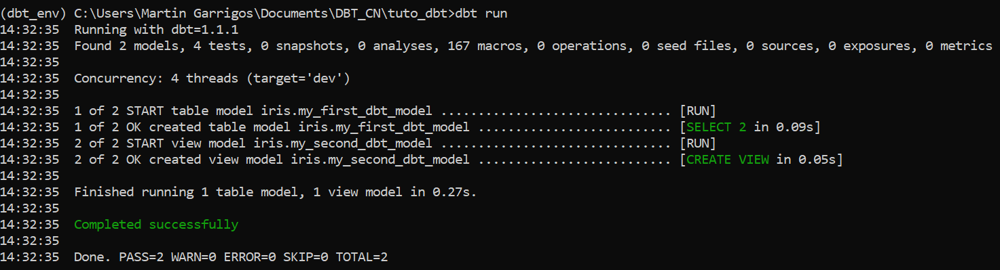 (dbt_env) C:\Users\Martin Garrigos\Documents\DBT_CN\tuto_dbt>dbt run
14:32:35  Running with dbt=1.1.1
14:32:35  Found 2 models, 4 tests, 0 snapshots, 0 analyses, 167 macros, 0 operations, 0 seed files, 0 sources, 0 exposures, 0 metrics
14:32:35
14:32:35  Concurrency: 4 threads (target='dev')
14:32:35
14:32:35  1 of 2 START table model iris.my_first_dbt_model ............................... [RUN]
14:32:35  1 of 2 OK created table model iris.my_first_dbt_model .......................... [SELECT 2 in 0.09s]
14:32:35  2 of 2 START view model iris.my_second_dbt_model ............................... [RUN]
14:32:35  2 of 2 OK created view model iris.my_second_dbt_model .......................... [CREATE VIEW in 0.05s]
14:32:35
14:32:35  Finished running 1 table model, 1 view model in 0.27s.
14:32:35
14:32:35  Completed successfully
14:32:35
14:32:35  Done. PASS=2 WARN=0 ERROR=0 SKIP=0 TOTAL=2